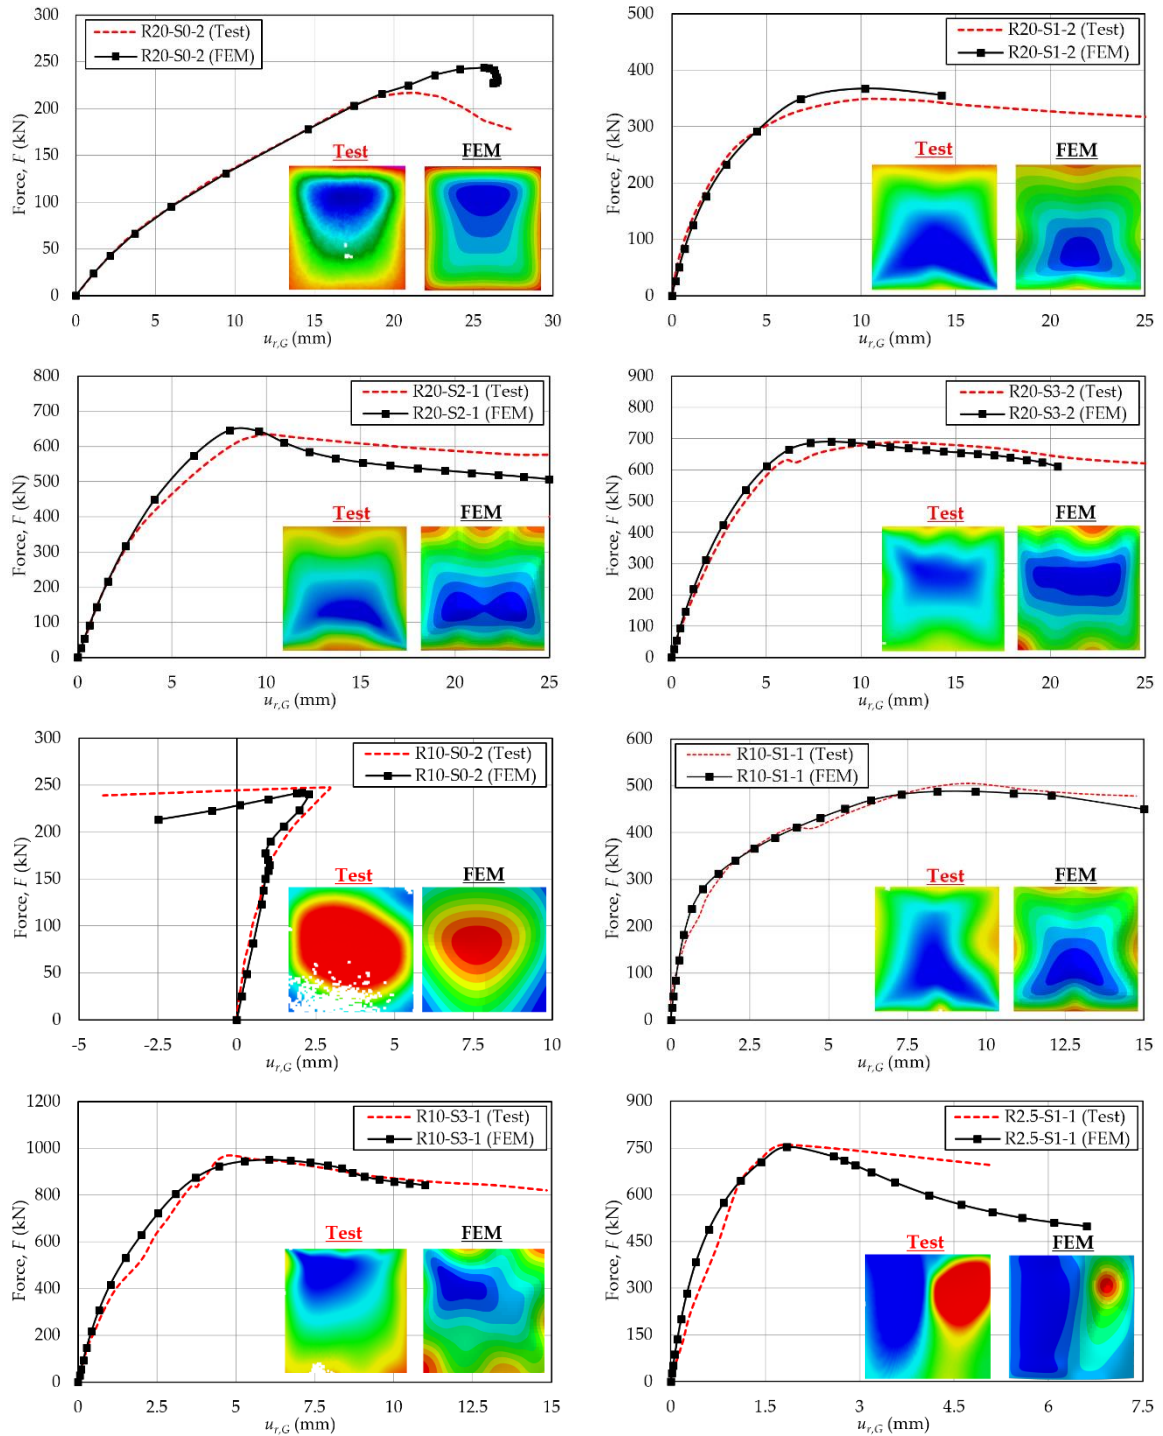 300
250
200
150
100
50
0
Force, F (kN)
R20-S0-2 (Test)
R20-S0-2 (FEM)
Test
FEM
0 5 10 15 20 25 30
u_{r,G} (mm)
500
400
300
200
100
0
Force, F (kN)
R20-S1-2 (Test)
R20-S1-2 (FEM)
Test
FEM
0 5 10 15 20 25
u_{r,G} (mm)
800
700
600
500
400
300
200
100
0
Force, F (kN)
R20-S2-1 (Test)
R20-S2-1 (FEM)
Test
FEM
0 5 10 15 20 25
u_{r,G} (mm)
900
800
700
600
500
400
300
200
100
0
Force, F (kN)
R20-S3-2 (Test)
R20-S3-2 (FEM)
Test
FEM
0 5 10 15 20 25
u_{r,G} (mm)
300
250
200
150
100
50
0
Force, F (kN)
R10-S0-2 (Test)
R10-S0-2 (FEM)
Test
FEM
-5 -2.5 0 2.5 5 7.5 10
u_{r,G} (mm)
600
500
400
300
200
100
0
Force, F (kN)
R10-S1-1 (Test)
R10-S1-1 (FEM)
Test
FEM
0 2.5 5 7.5 10 12.5 15
u_{r,G} (mm)
1200
1000
800
600
400
200
0
Force, F (kN)
R10-S3-1 (Test)
R10-S3-1 (FEM)
Test
FEM
0 2.5 5 7.5 10 12.5 15
u_{r,G} (mm)
900
750
600
450
300
150
0
Force, F (kN)
R2.5-S1-1 (Test)
R2.5-S1-1 (FEM)
Test
FEM
0 1.5 3 4.5 6 7.5
u_{r,G} (mm)